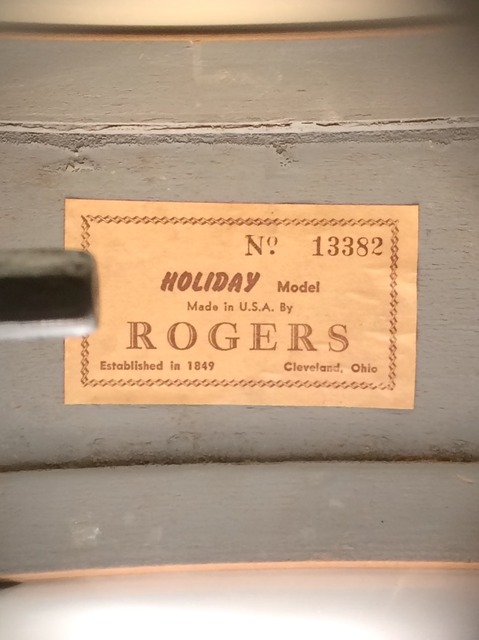 Nº 13382
HOLIDAY Model
Made in U.S.A. By
ROGERS
Established in 1849 Cleveland, Ohio